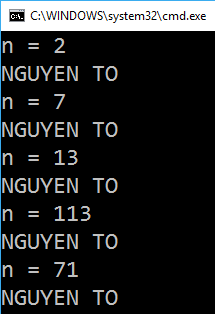 C:\WINDOWS\system32\cmd.exe
n = 2
NGUYEN TO
n = 7
NGUYEN TO
n = 13
NGUYEN TO
n = 113
NGUYEN TO
n = 71
NGUYEN TO